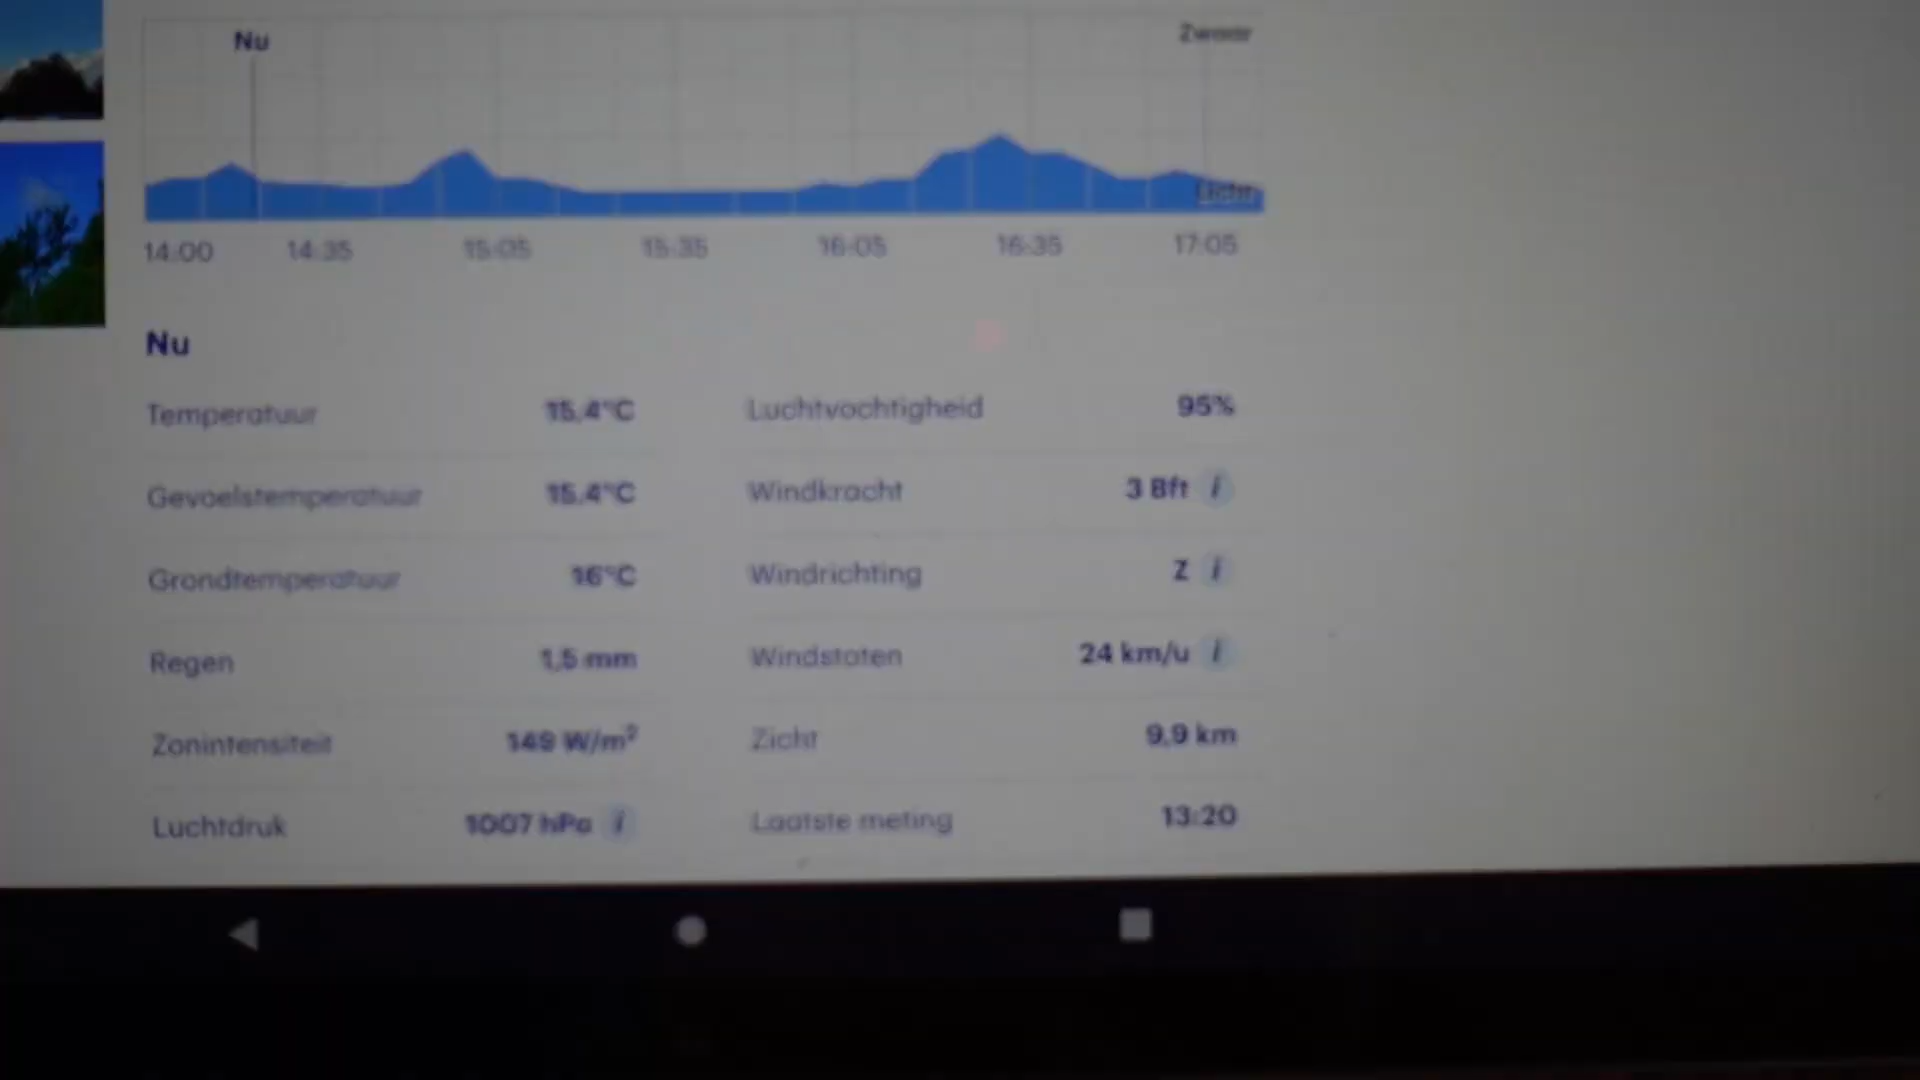 Nu
Zwaar
Licht
14:00 14:35 15:05 15:35 16:05 16:35 17:05
Nu
Temperatuur 15,4°C
Luchtvochtigheid 95%
Gevoelstemperatuur 15,4°C
Windkracht 3 Bft i
Grondtemperatuur 16°C
Windrichting Z i
Regen 1,5 mm
Windstoten 24 km/u i
Zonintensiteit 149 W/m²
Zicht 9,9 km
Luchtdruk 1007 hPa i
Laatste meting 13:20